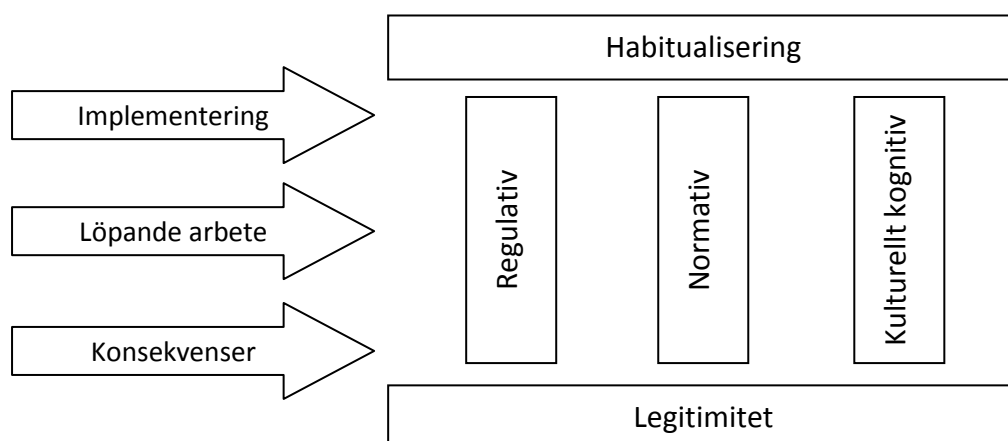 Habitualisering
Implementering
Löpande arbete
Konsekvenser
Regulativ
Normativ
Kulturellt kognitiv
Legitimitet